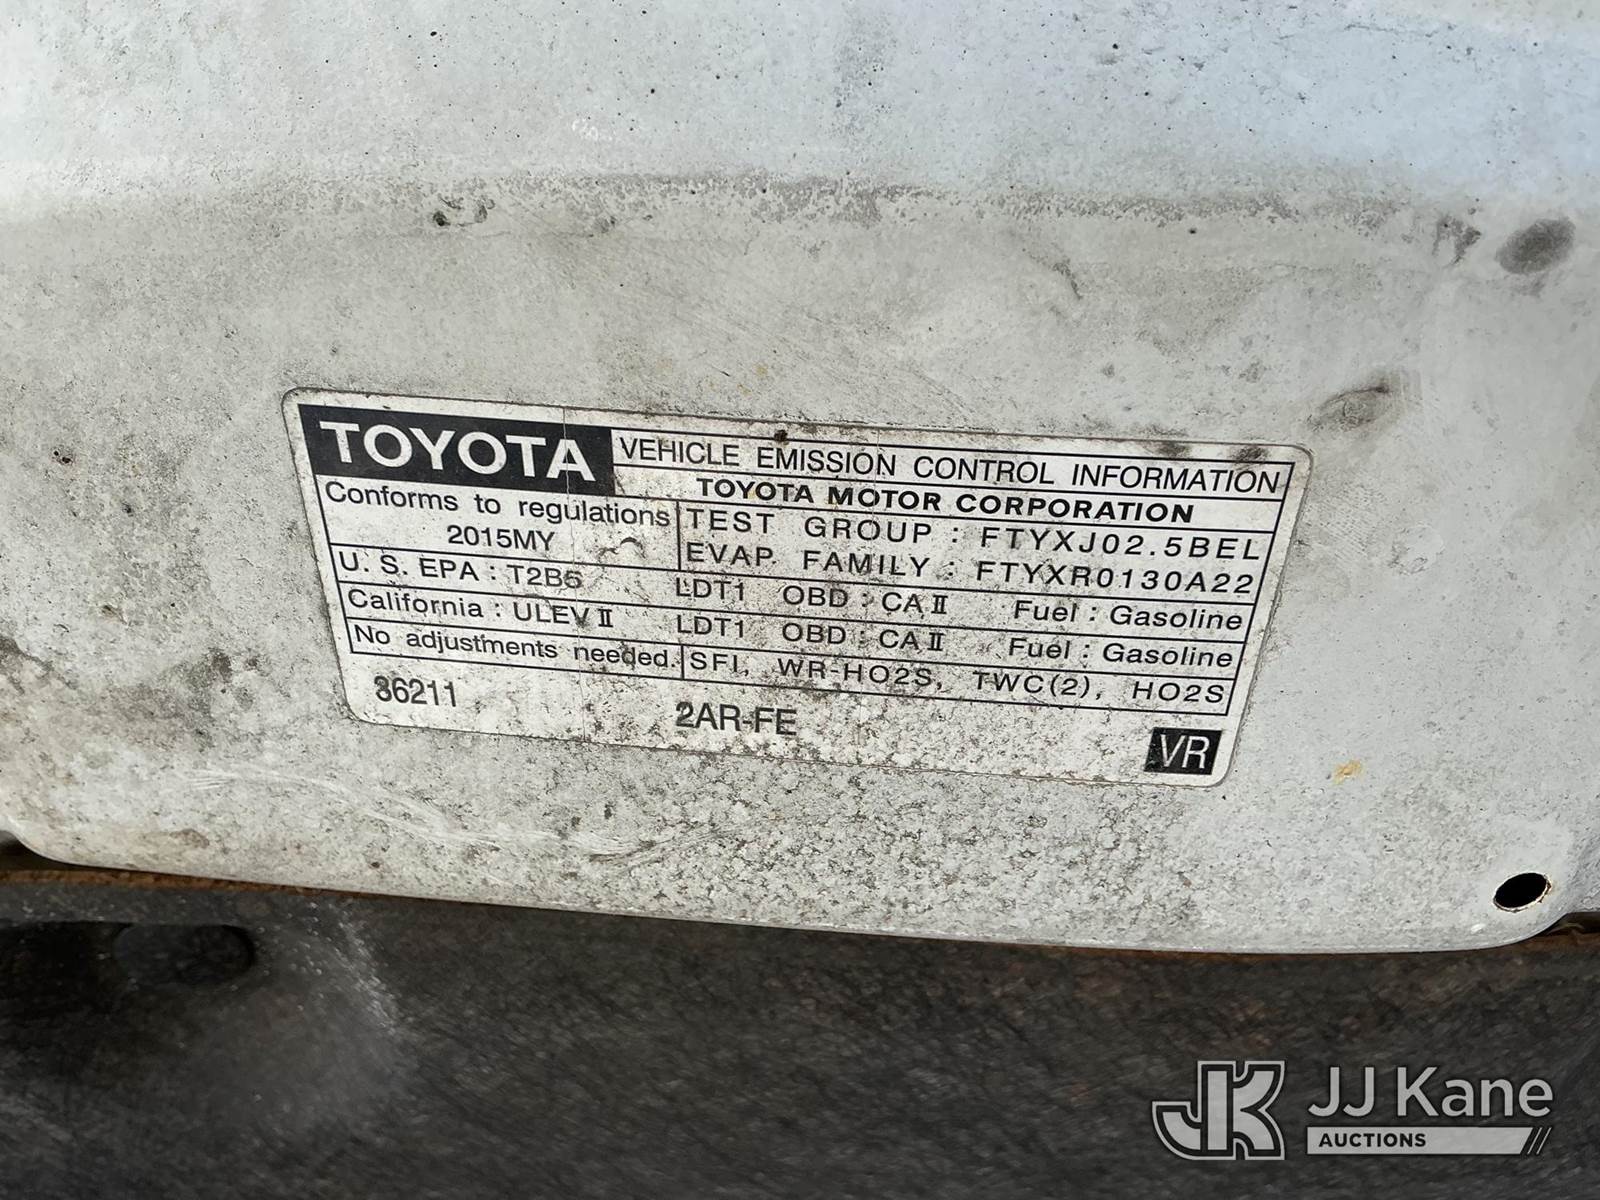 TOYOTA VEHICLE EMISSION CONTROL INFORMATION
TOYOTA MOTOR CORPORATION
Conforms to regulations TEST GROUP : FTYXJ02.5BEL
2015MY EVAP. FAMILY : FTYXR0130A22
U. S. EPA : T2B5 LDT1 OBD : CA II Fuel : Gasoline
California : ULEV II LDT1 OBD : CA II Fuel : Gasoline
No adjustments needed. SFI, WR-HO2S, TWC(2), HO2S
36211 2AR-FE VR
JK JJ Kane
AUCTIONS